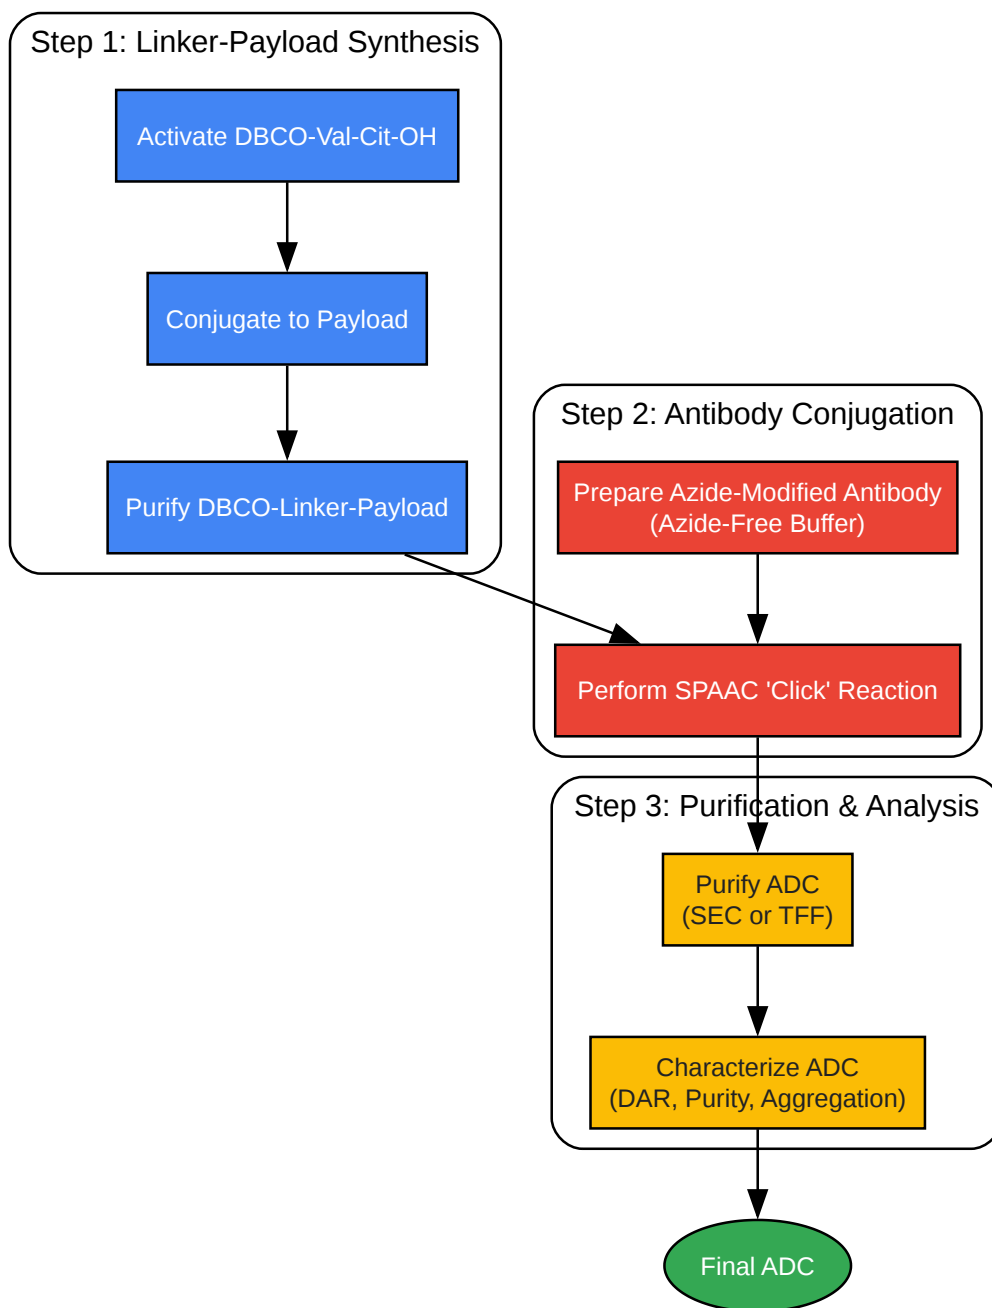 Step 1: Linker-Payload Synthesis
Activate DBCO-Val-Cit-OH
Conjugate to Payload
Purify DBCO-Linker-Payload
Step 2: Antibody Conjugation
Prepare Azide-Modified Antibody
(Azide-Free Buffer)
Perform SPAAC 'Click' Reaction
Step 3: Purification & Analysis
Purify ADC
(SEC or TFF)
Characterize ADC
(DAR, Purity, Aggregation)
Final ADC